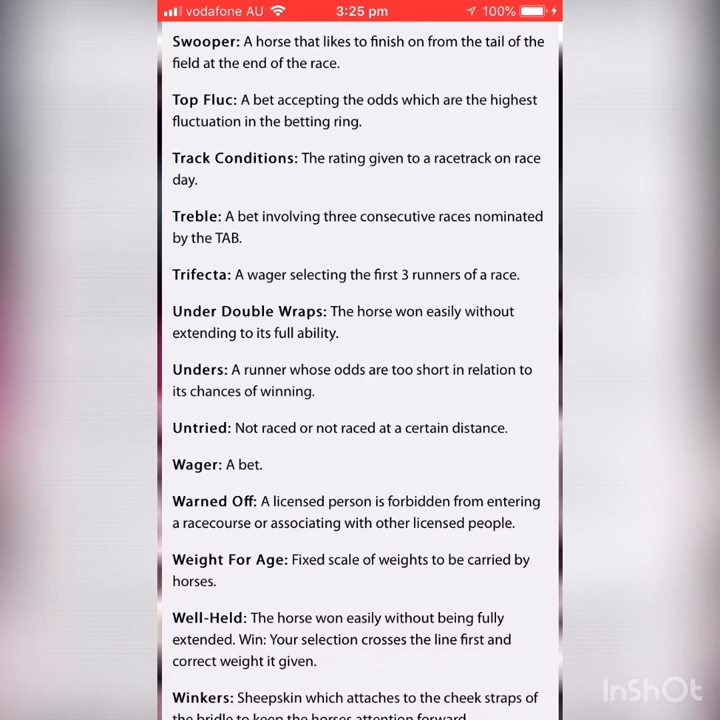 vodafone AU 3:25 pm 100%
Swooper: A horse that likes to finish on from the tail of the
field at the end of the race.
Top Fluc: A bet accepting the odds which are the highest
fluctuation in the betting ring.
Track Conditions: The rating given to a racetrack on race
day.
Treble: A bet involving three consecutive races nominated
by the TAB.
Trifecta: A wager selecting the first 3 runners of a race.
Under Double Wraps: The horse won easily without
extending to its full ability.
Unders: A runner whose odds are too short in relation to
its chances of winning.
Untried: Not raced or not raced at a certain distance.
Wager: A bet.
Warned Off: A licensed person is forbidden from entering
a racecourse or associating with other licensed people.
Weight For Age: Fixed scale of weights to be carried by
horses.
Well-Held: The horse won easily without being fully
extended. Win: Your selection crosses the line first and
correct weight it given.
Winkers: Sheepskin which attaches to the cheek straps of
the bridle to keep the horses attention forward
InShOt